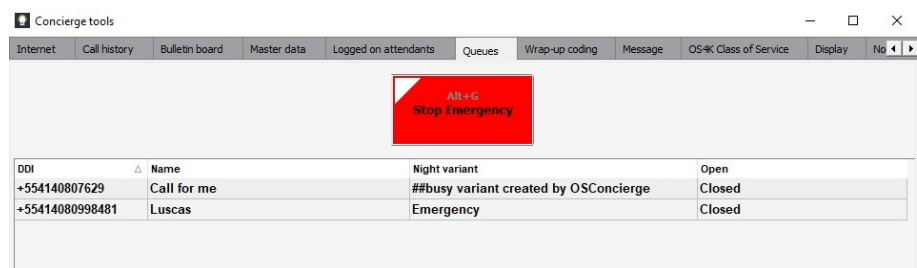 Concierge tools
Internet Call history Bulletin board Master data Logged on attendants Queues Wrap-up coding Message OS4K Class of Service Display No
Alt+G
Stop Emergency
DDI Name Night variant Open
+554140807629 Call for me ##busy variant created by OSConcierge Closed
+55414080998481 Luscas Emergency Closed